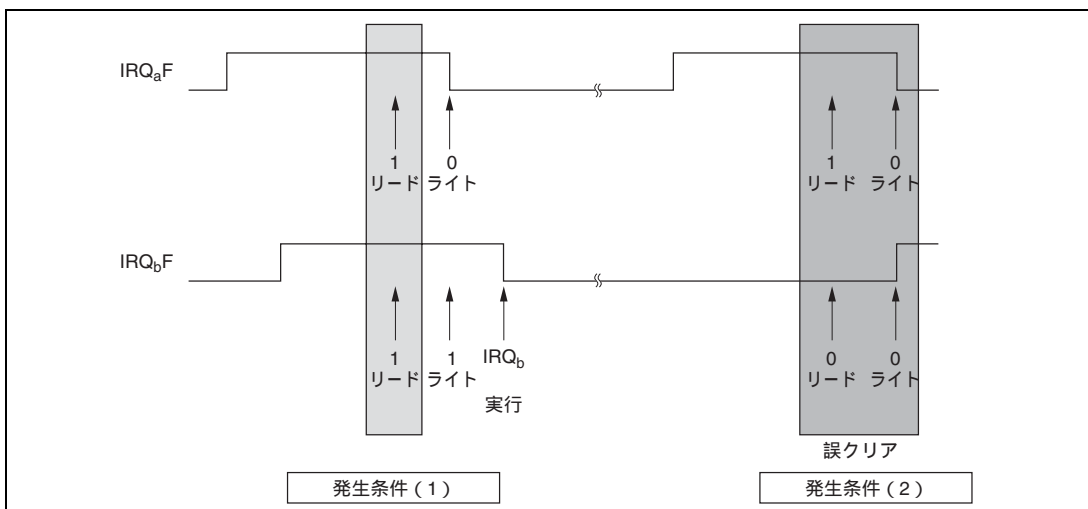 IRQaF
1 0 1 0
リード ライト リード ライト
IRQbF
1 1 IRQb 0 0
リード ライト リード ライト
実行
誤クリア
発生条件（1） 発生条件（2）